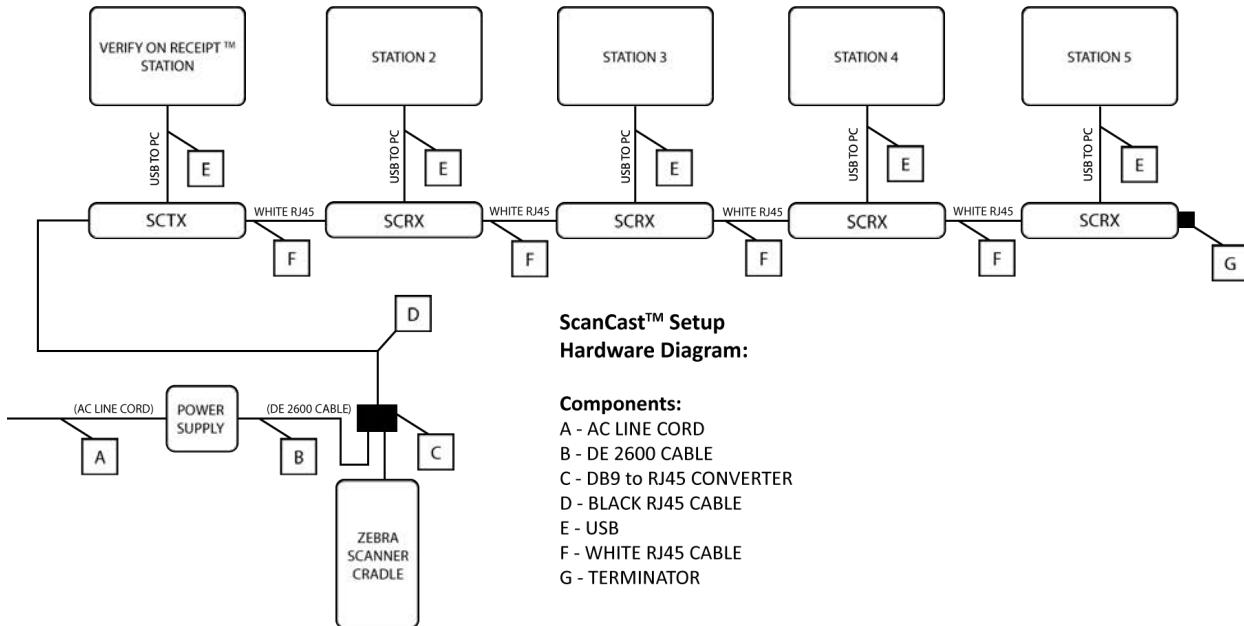 VERIFY ON RECEIPT ™
STATION
STATION 2
STATION 3
STATION 4
STATION 5
USB TO PC
E
USB TO PC
E
USB TO PC
E
USB TO PC
E
USB TO PC
E
SCTX
WHITE RJ45
SCRX
WHITE RJ45
SCRX
WHITE RJ45
SCRX
WHITE RJ45
SCRX
F
F
F
F
G
D
(AC LINE CORD)
POWER
SUPPLY
(DE 2600 CABLE)
A
B
C
ZEBRA
SCANNER
CRADLE
ScanCast™ Setup
Hardware Diagram:
Components:
A - AC LINE CORD
B - DE 2600 CABLE
C - DB9 to RJ45 CONVERTER
D - BLACK RJ45 CABLE
E - USB
F - WHITE RJ45 CABLE
G - TERMINATOR